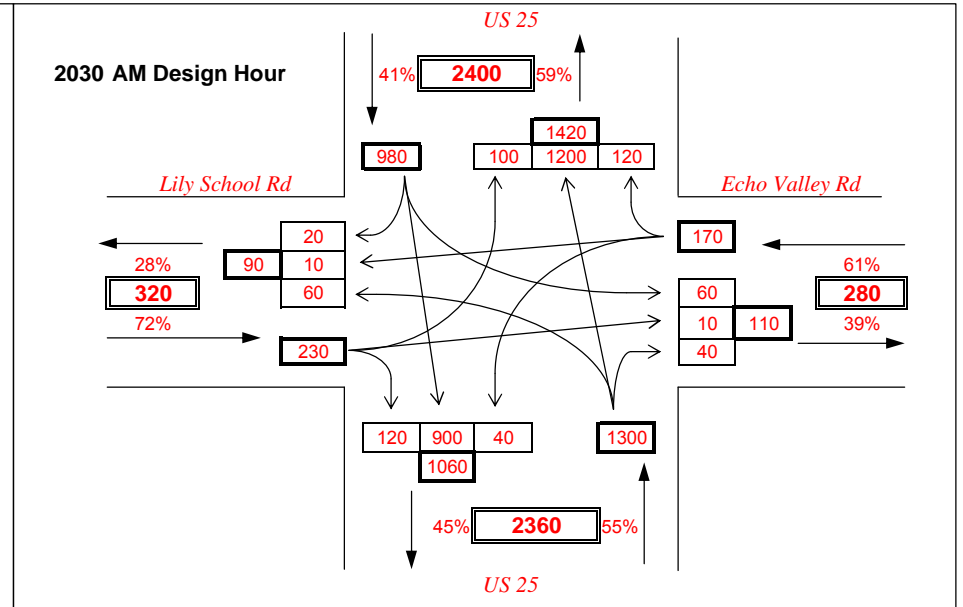 US 25
2030 AM Design Hour
41% 2400 59%
1420
980 100 1200 120
Lily School Rd Echo Valley Rd
20 170
28% 90 10 61%
320 60 60 280
72% 10 110 39%
230 40
120 900 40 1300
1060
45% 2360 55%
US 25